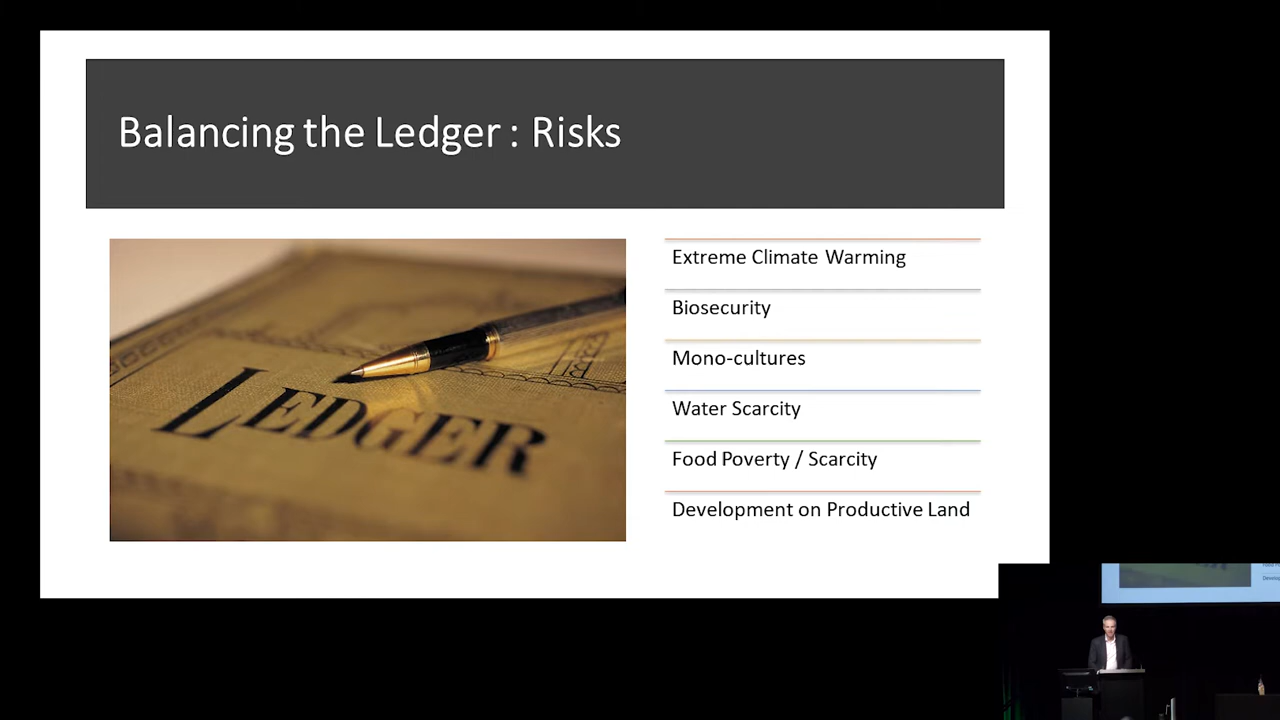 Balancing the Ledger : Risks
LEDGER
Extreme Climate Warming
Biosecurity
Mono-cultures
Water Scarcity
Food Poverty / Scarcity
Development on Productive Land